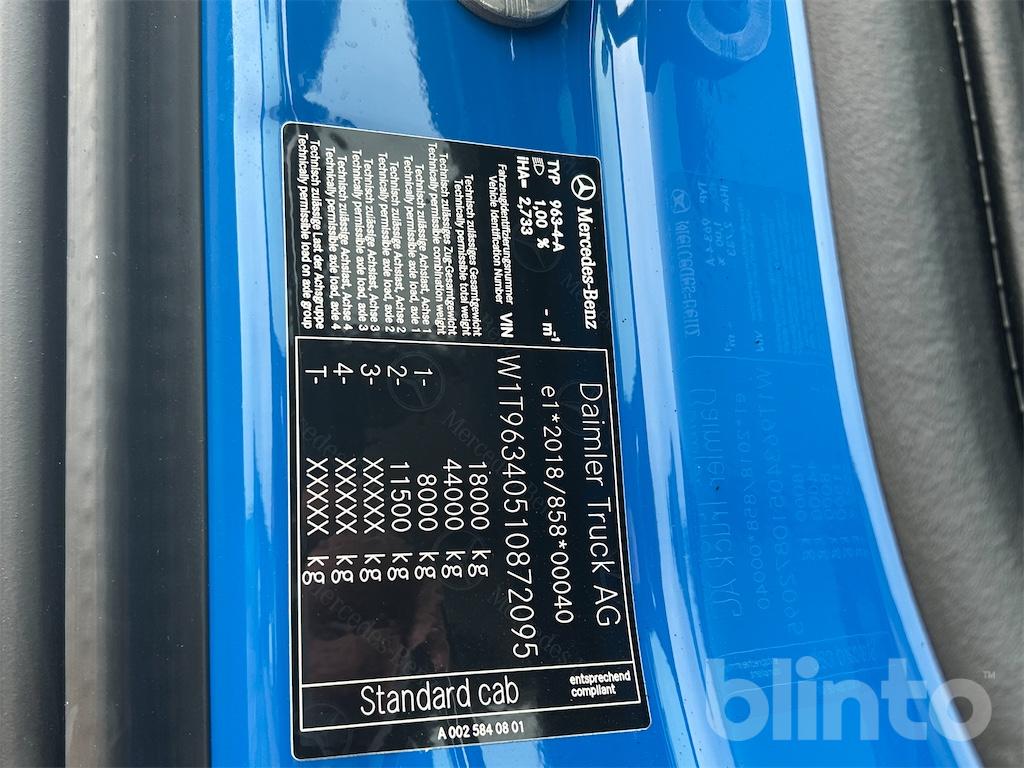 Mercedes-Benz
TYP 963-4-A
1,00 % - m⁻¹
iHA= 2,733
Fahrzeugidentifizierungsnummer
Vehicle Identification Number VIN
Daimler Truck AG
e1*2018/858*00040
W1T96340510872095
Technisch zulässiges Gesamtgewicht
Technically permissible total weight
18000 kg
Technisch zulässiges Zug-Gesamtgewicht
Technically permissible combination weight
44000 kg
Technisch zulässige Achslast, Achse 1
Technically permissible axle load, axle 1
1- 8000 kg
Technisch zulässige Achslast, Achse 2
Technically permissible axle load, axle 2
2- 11500 kg
Technisch zulässige Achslast, Achse 3
Technically permissible axle load, axle 3
3- XXXXX kg
Technisch zulässige Achslast, Achse 4
Technically permissible axle load, axle 4
4- XXXXX kg
Technisch zulässige Last der Achsgruppe
Technically permissible load on axle group
T- XXXXX kg
Standard cab
entsprechend
compliant
A 002 584 08 01
blinto™